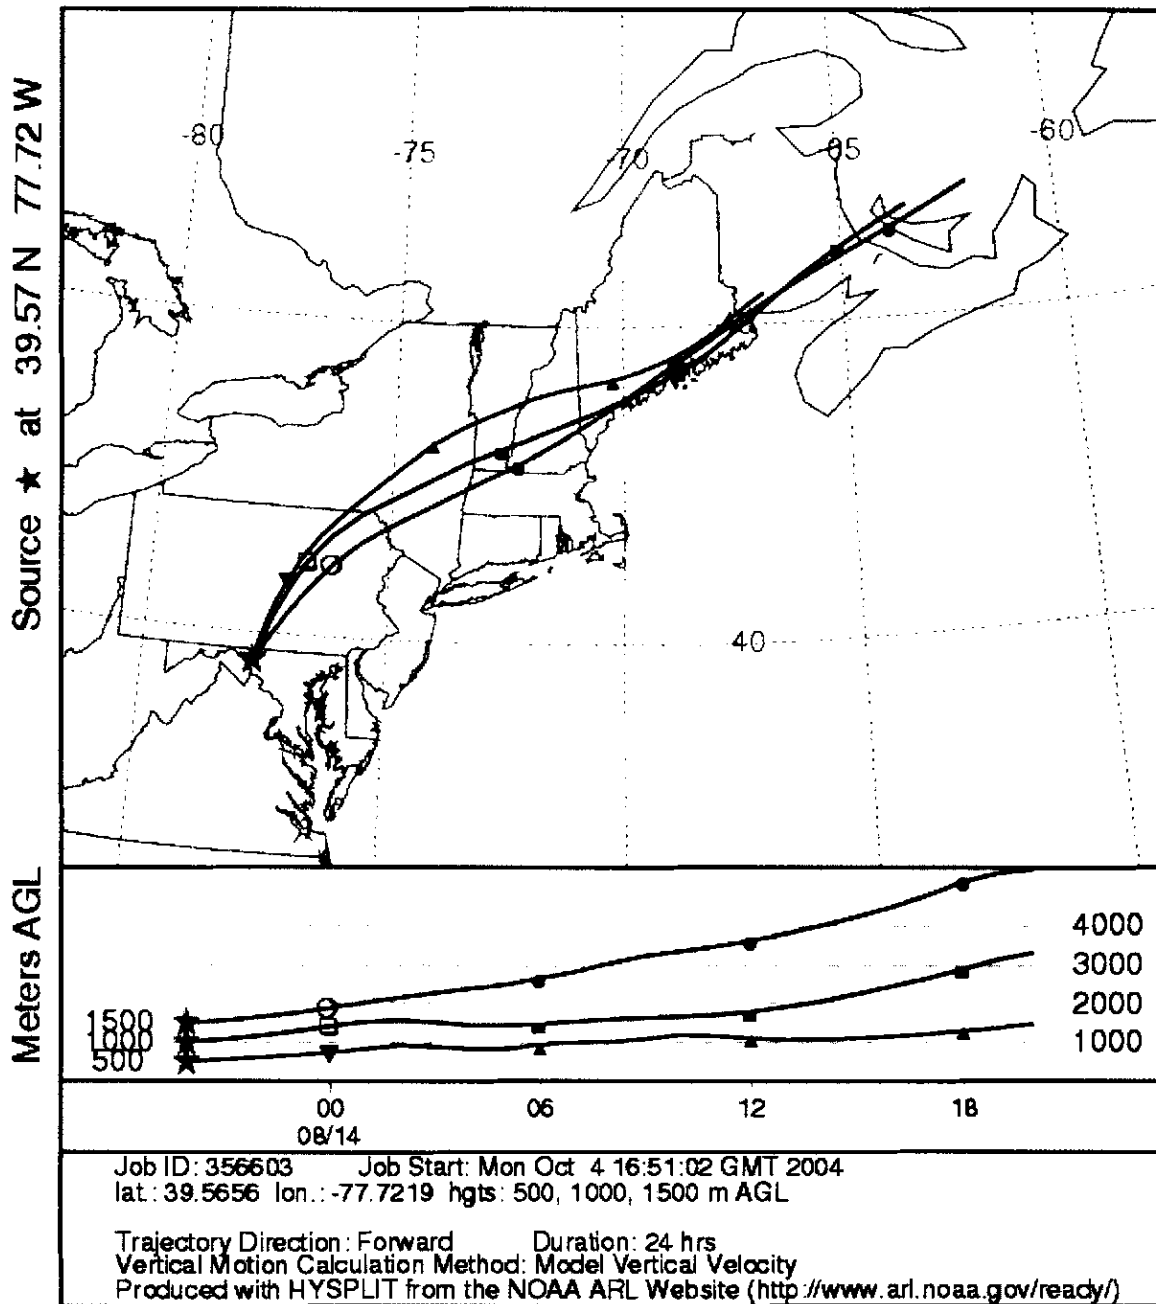 Source ★ at 39.57 N 77.72 W
-80
-75
-70
-65
-60
40
Meters AGL
1500
1000
500
4000
3000
2000
1000
00
06
12
18
08/14
Job ID: 356603 Job Start: Mon Oct 4 16:51:02 GMT 2004
lat.: 39.5656 lon.: -77.7219 hgts: 500, 1000, 1500 m AGL
Trajectory Direction: Forward Duration: 24 hrs
Vertical Motion Calculation Method: Model Vertical Velocity
Produced with HYSPLIT from the NOAA ARL Website (http://www.arl.noaa.gov/ready/)